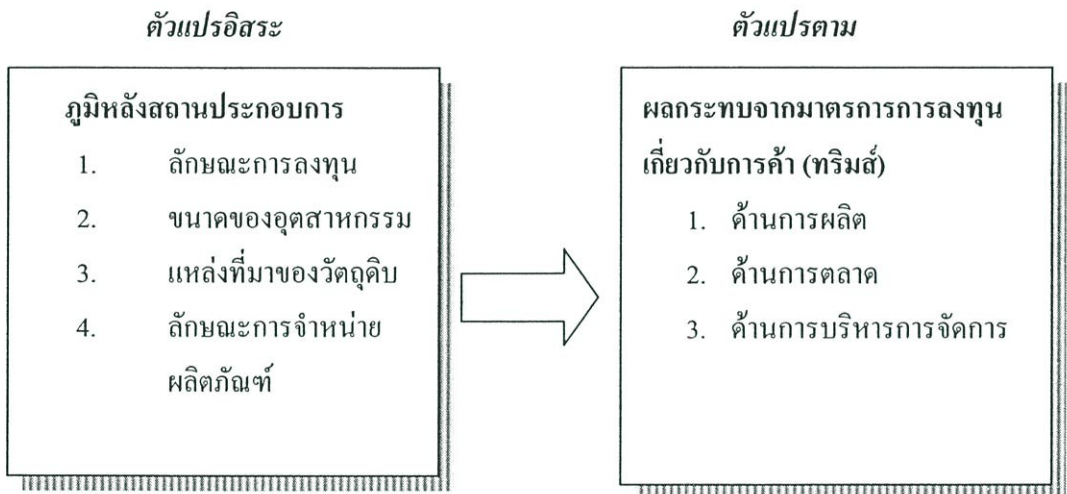 ตัวแปรอิสระ
ภูมิหลังสถานประกอบการ
1. ลักษณะการลงทุน
2. ขนาดของอุตสาหกรรม
3. แหล่งที่มาของวัตถุดิบ
4. ลักษณะการจำหน่าย
ผลิตภัณฑ์
ตัวแปรตาม
ผลกระทบจากมาตรการการลงทุน
เกี่ยวกับการค้า (ทริมส์)
1. ด้านการผลิต
2. ด้านการตลาด
3. ด้านการบริหารการจัดการ